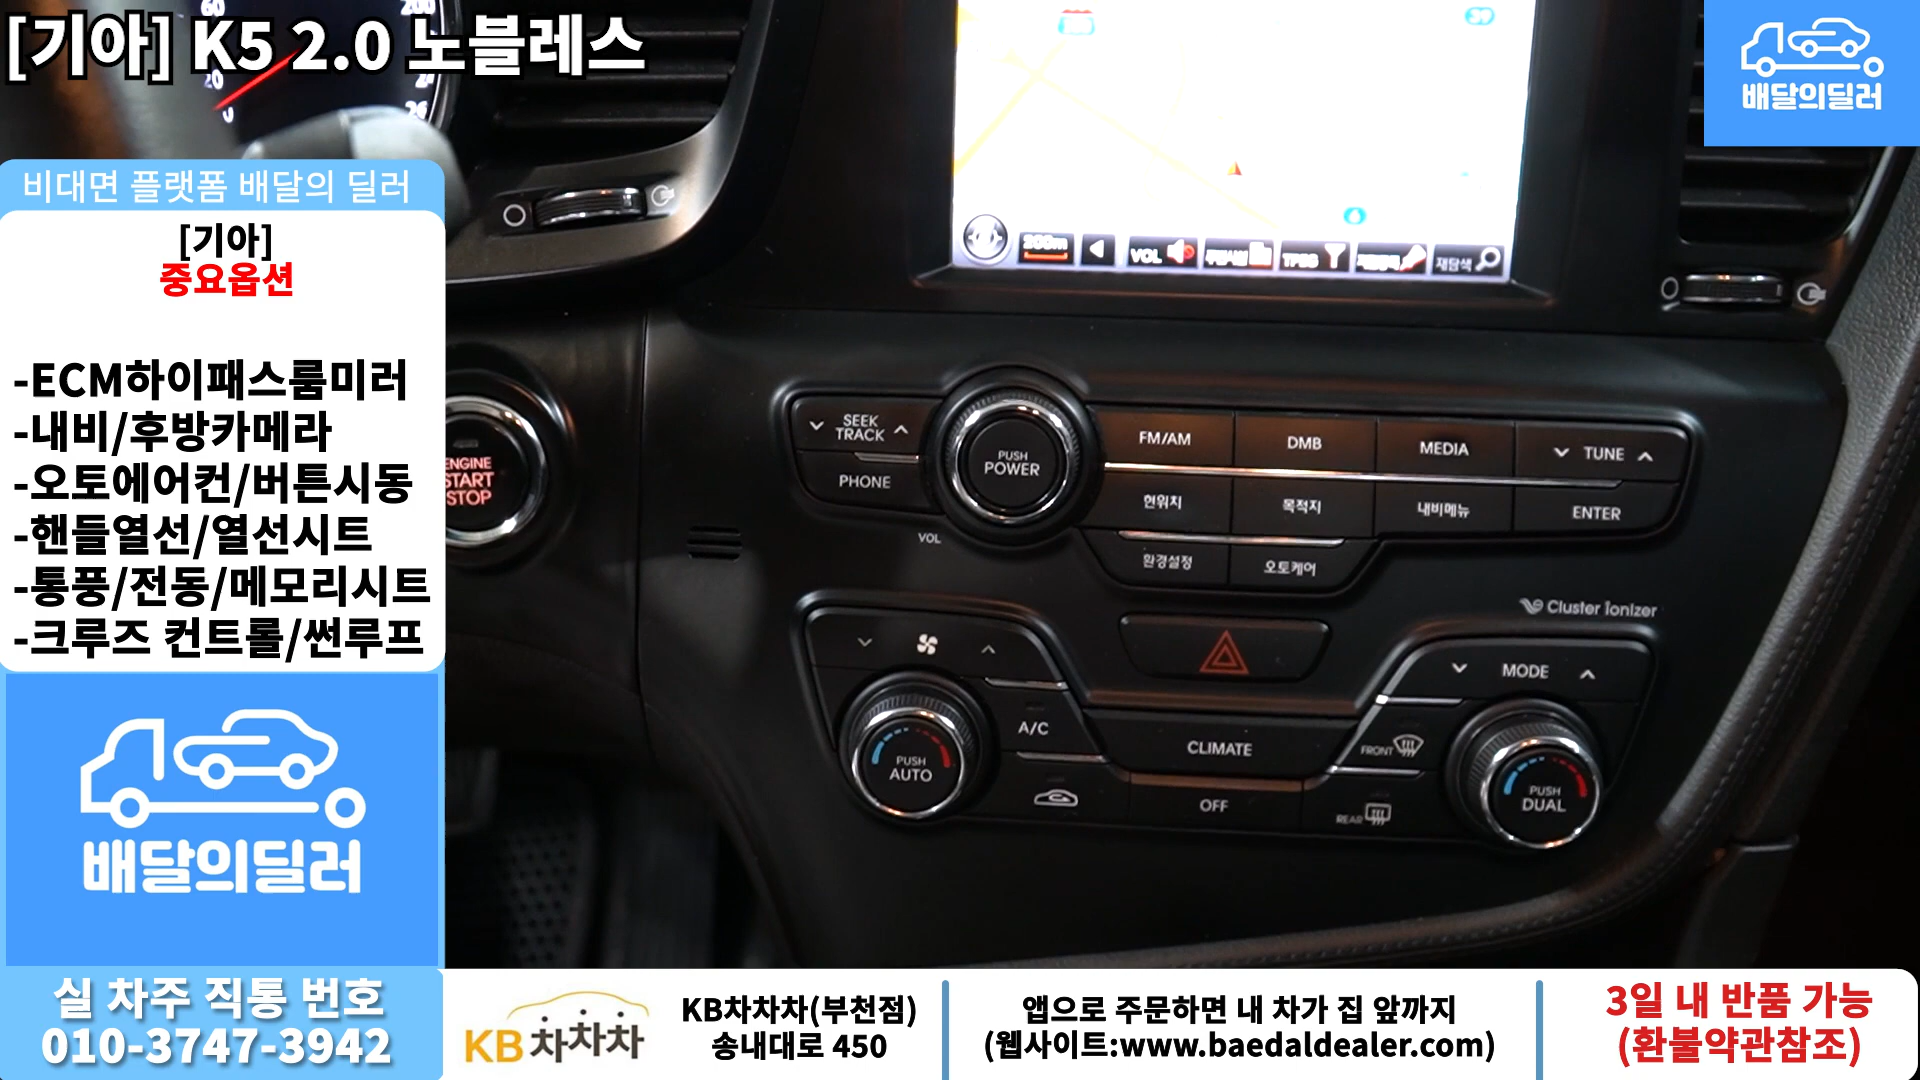 [기아] K5 2.0 노블레스
배달의딜러
비대면 플랫폼 배달의 딜러
[기아]
중요옵션
-ECM하이패스룸미러
-내비/후방카메라
-오토에어컨/버튼시동
-핸들열선/열선시트
-통풍/전동/메모리시트
-크루즈 컨트롤/썬루프
배달의딜러
실 차주 직통 번호
010-3747-3942
60
200
20
0
26
200m
VOL
재탐색
ENGINE
START
STOP
SEEK
TRACK
PHONE
PUSH
POWER
VOL
FM/AM
DMB
MEDIA
TUNE
현위치
목적지
내비메뉴
ENTER
환경설정
오토케어
Cluster Ionizer
MODE
A/C
CLIMATE
FRONT
PUSH
AUTO
OFF
REAR
PUSH
DUAL
KB차차차
KB차차차(부천점)
송내대로 450
앱으로 주문하면 내 차가 집 앞까지
(웹사이트:www.baedaldealer.com)
3일 내 반품 가능
(환불약관참조)